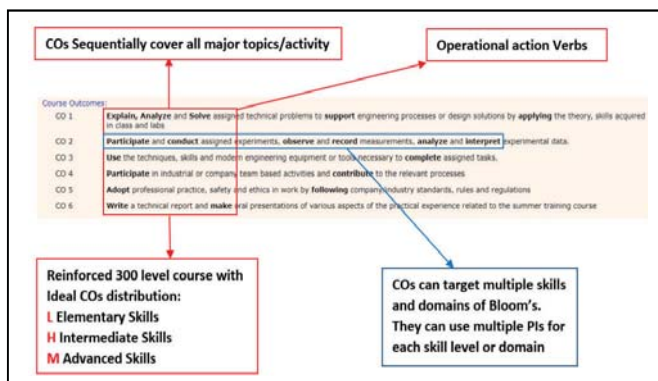 COs Sequentially cover all major topics/activity
Operational action Verbs
Course Outcomes:
CO 1 Explain, Analyze and Solve assigned technical problems to support engineering processes or design solutions by applying the theory, skills acquired
in class and labs
CO 2 Participate and conduct assigned experiments, observe and record measurements, analyze and interpret experimental data.
CO 3 Use the techniques, skills and modern engineering equipment or tools necessary to complete assigned tasks.
CO 4 Participate in industrial or company team based activities and contribute to the relevant processes
CO 5 Adopt professional practice, safety and ethics in work by following company/industry standards, rules and regulations
CO 6 Write a technical report and make oral presentations of various aspects of the practical experience related to the summer training course
Reinforced 300 level course with
Ideal COs distribution:
L Elementary Skills
H Intermediate Skills
M Advanced Skills
COs can target multiple skills
and domains of Bloom's.
They can use multiple PIs for
each skill level or domain